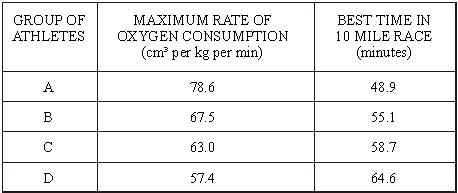 GROUP OF ATHLETES MAXIMUM RATE OF OXYGEN CONSUMPTION (cm³ per kg per min) BEST TIME IN 10 MILE RACE (minutes)
A 78.6 48.9
B 67.5 55.1
C 63.0 58.7
D 57.4 64.6